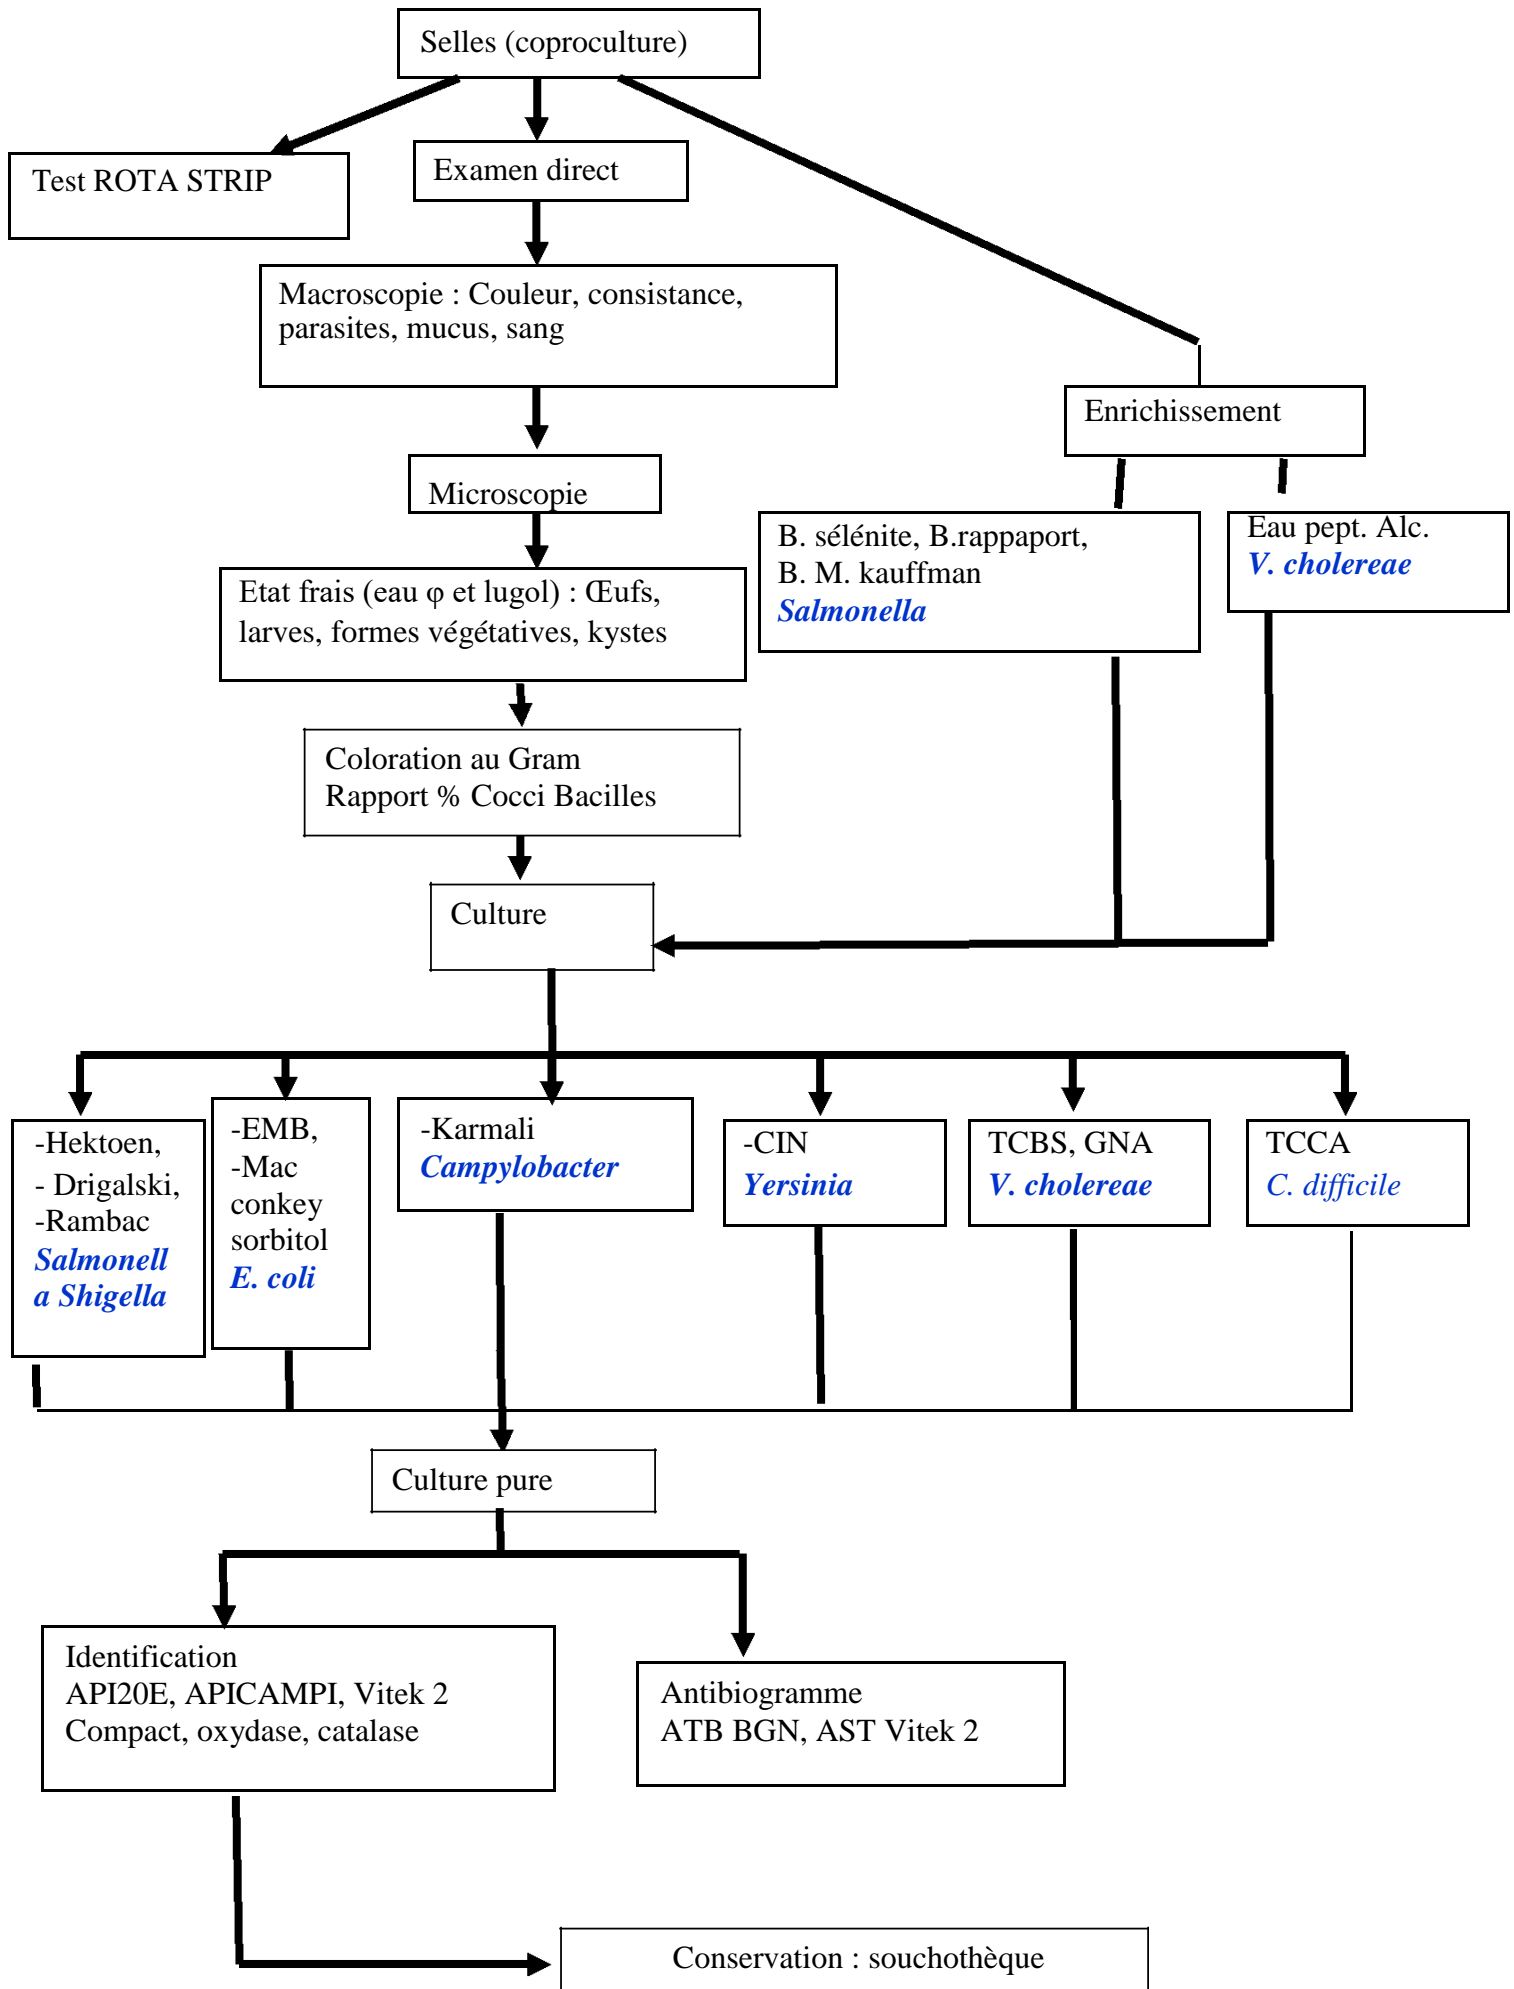 Selles (coproculture)
Test ROTA STRIP
Examen direct
Macroscopie : Couleur, consistance,
parasites, mucus, sang
Enrichissement
Microscopie
B. sélénite, B.rappaport,
B. M. kauffman
Salmonella
Eau pept. Alc.
V. cholereae
Etat frais (eau φ et lugol) : Œufs,
larves, formes végétatives, kystes
Coloration au Gram
Rapport % Cocci Bacilles
Culture
-Hektoen,
- Drigalski,
-Rambac
Salmonell
a Shigella
-EMB,
-Mac
conkey
sorbitol
E. coli
-Karmali
Campylobacter
-CIN
Yersinia
TCBS, GNA
V. cholereae
TCCA
C. difficile
Culture pure
Identification
API20E, APICAMPI, Vitek 2
Compact, oxydase, catalase
Antibiogramme
ATB BGN, AST Vitek 2
Conservation : souchothèque